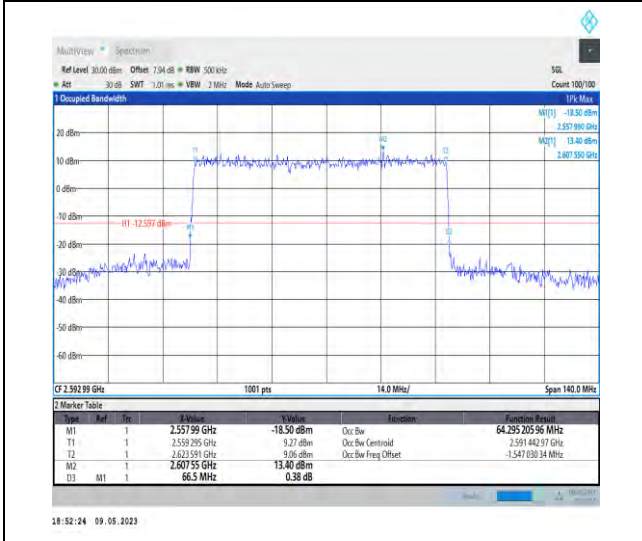 MultiView Spectrum
Ref Level 30.00 dBm Offset 7.94 dB RBW 500 kHz SGL
Att 30 dB SWT 1.01 ms VBW 2 MHz Mode Auto Sweep Count 100/100
1 Occupied Bandwidth 1Pk Max
M1[1] -18.50 dBm
2.557 990 GHz
M2[1] 13.40 dBm
2.607 550 GHz
20 dBm
10 dBm
0 dBm
-10 dBm
H1 -12.597 dBm
-20 dBm
-30 dBm
-40 dBm
-50 dBm
-60 dBm
T1
M2
T2
M1
D3
CF 2.592 99 GHz 1001 pts 14.0 MHz/ Span 140.0 MHz
2 Marker Table
Type Ref Trc X-Value Y-Value Function Function Result
M1 1 2.557 99 GHz -18.50 dBm Occ Bw 64.295 205 96 MHz
T1 1 2.559 295 GHz 9.27 dBm Occ Bw Centroid 2.591 442 97 GHz
T2 1 2.623 591 GHz 9.06 dBm Occ Bw Freq Offset -1.547 030 34 MHz
M2 1 2.607 55 GHz 13.40 dBm
D3 M1 1 66.5 MHz 0.38 dB
18:52:24 09.05.2023